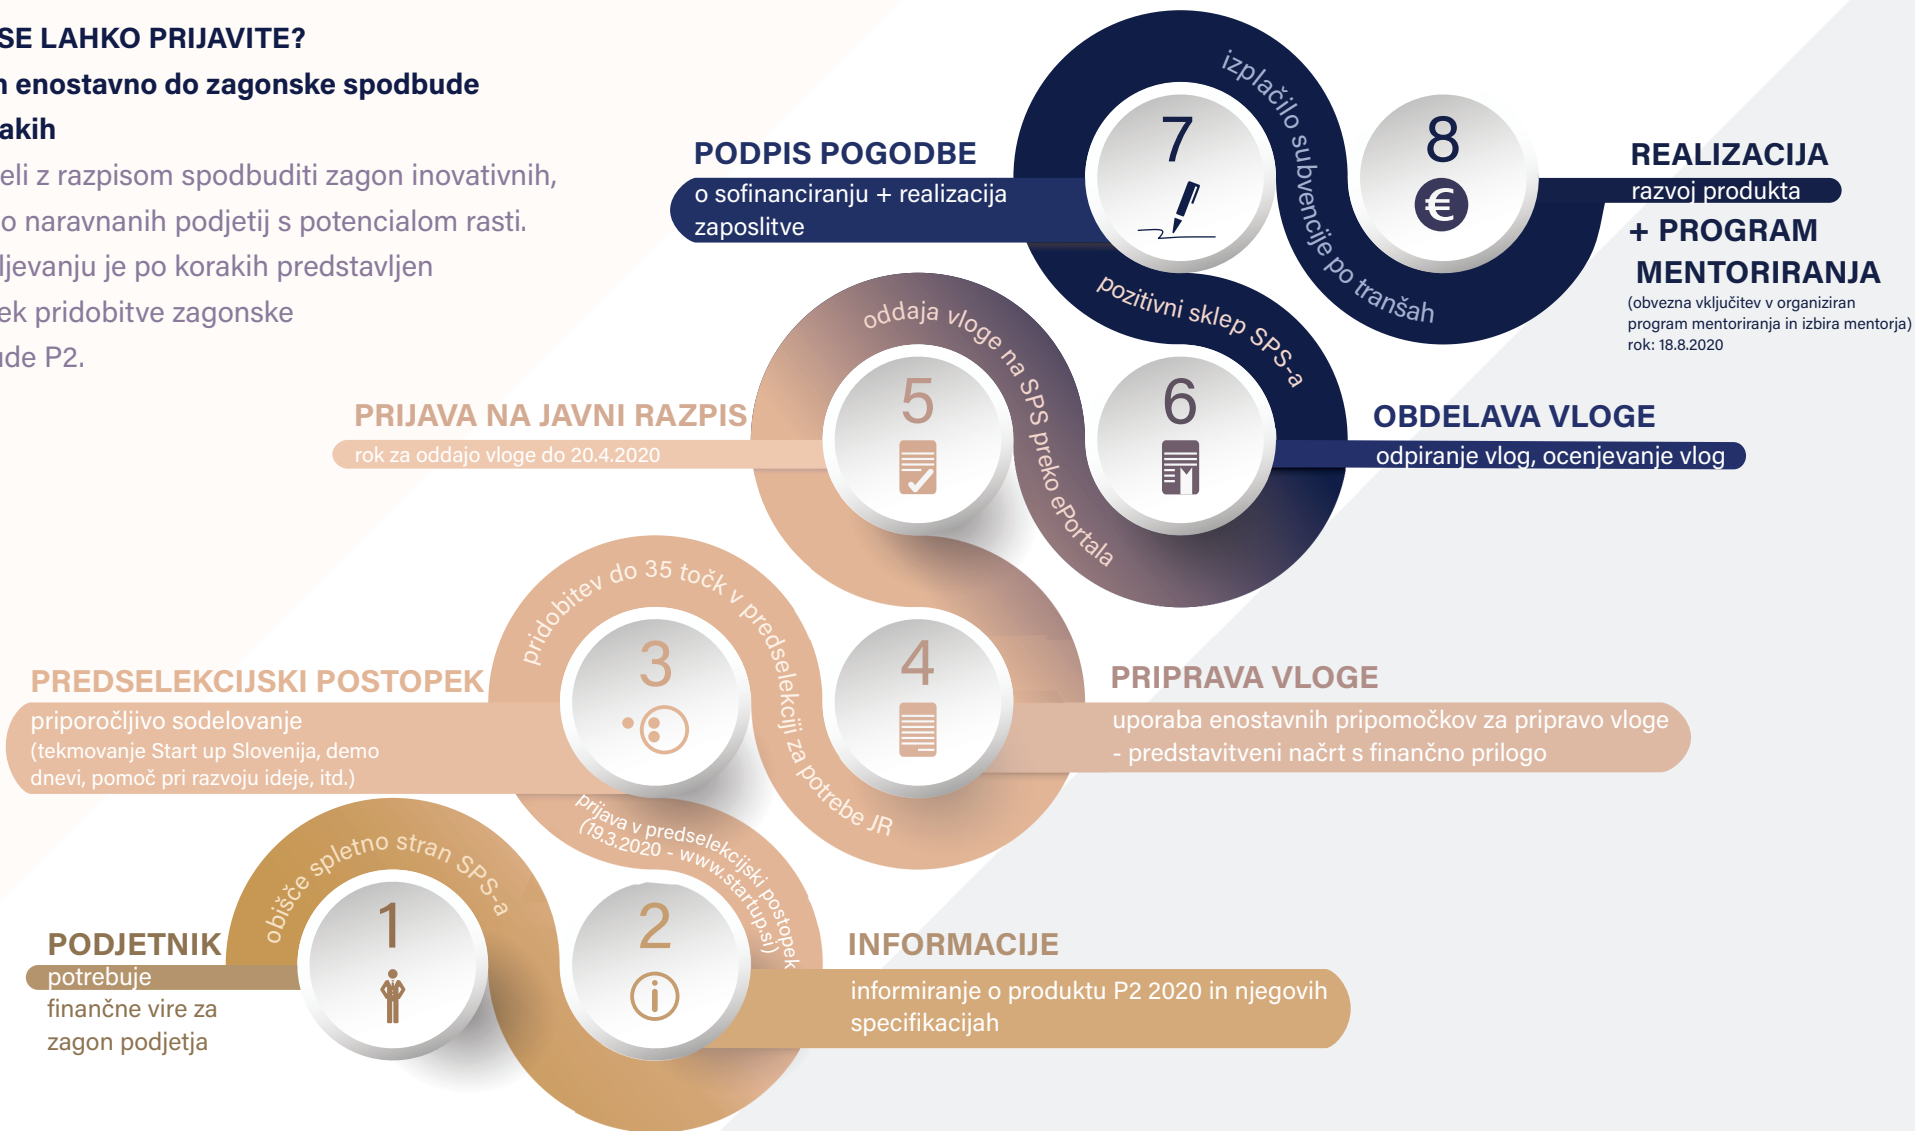 SE LAHKO PRIJAVITE?
enostavno do zagonske spodbude
akih
eli z razpisom spodbuditi zagon inovativnih,
o naravnanih podjetij s potencialom rasti.
ljevanju je po korakih predstavljen
ek pridobitve zagonske
de P2.
izplačilo subvencije po tranšah
7
8
PODPIS POGODBE
o sofinanciranju + realizacija
zaposlitve
€
REALIZACIJA
razvoj produkta
+ PROGRAM
MENTORIRANJA
(obvezna vključitev v organiziran
program mentoriranja in izbira mentorja)
rok: 18.8.2020
pozitivni sklep SPS-a
oddaja vloge na SPS preko ePortala
5
6
PRIJAVA NA JAVNI RAZPIS
rok za oddajo vloge do 20.4.2020
OBDELAVA VLOGE
odpiranje vlog, ocenjevanje vlog
pridobitev do 35 točk v predselekciji za potrebe JR
3
4
PREDSELEKCIJSKI POSTOPEK
priporočljivo sodelovanje
(tekmovanje Start up Slovenija, demo
dnevi, pomoč pri razvoju ideje, itd.)
PRIPRAVA VLOGE
uporaba enostavnih pripomočkov za pripravo vloge
- predstavitveni načrt s finančno prilogo
prijava v predselekcijski postopek
(19.3.2020 - www.startup.si)
obišče spletno stran SPS-a
1
2
PODJETNIK
potrebuje
finančne vire za
zagon podjetja
i
INFORMACIJE
informiranje o produktu P2 2020 in njegovih
specifikacijah